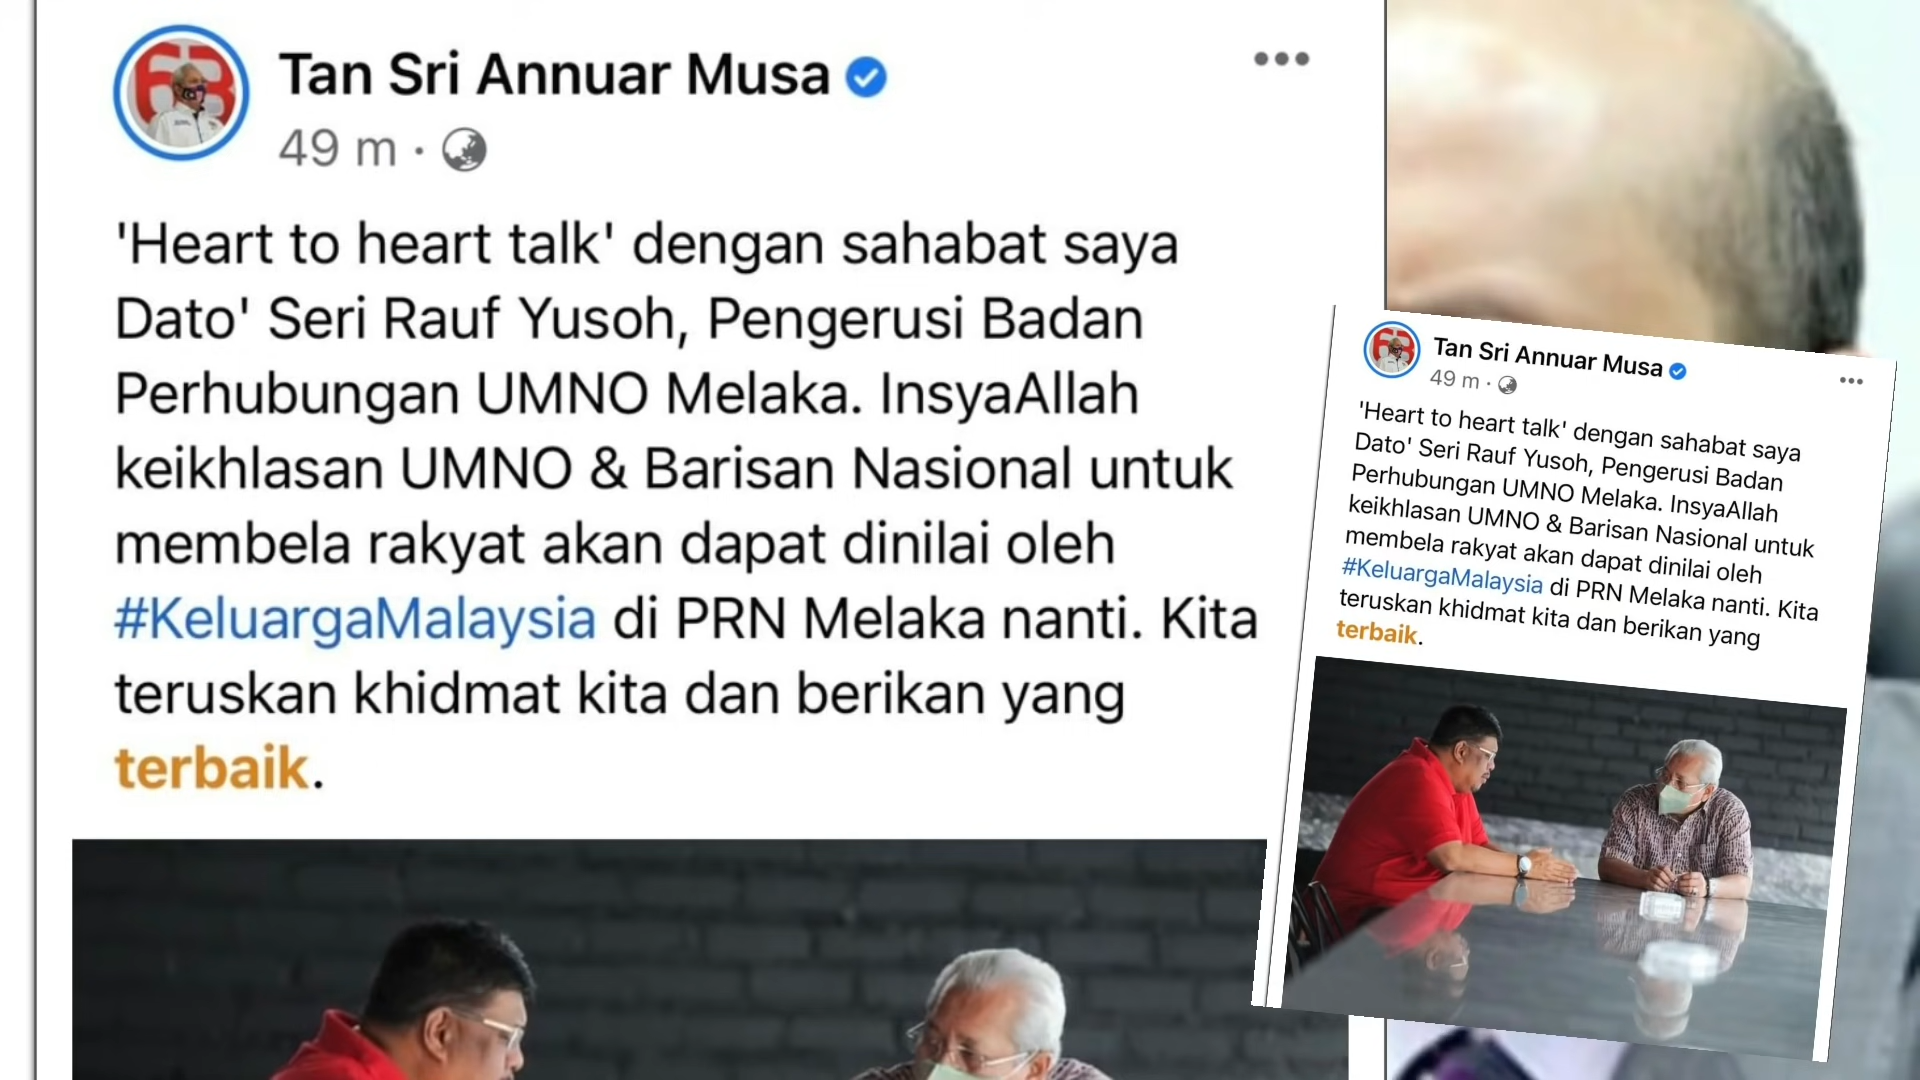 Tan Sri Annuar Musa
49 m ·
'Heart to heart talk' dengan sahabat saya
Dato' Seri Rauf Yusoh, Pengerusi Badan
Perhubungan UMNO Melaka. InsyaAllah
keikhlasan UMNO & Barisan Nasional untuk
membela rakyat akan dapat dinilai oleh
#KeluargaMalaysia di PRN Melaka nanti. Kita
teruskan khidmat kita dan berikan yang
terbaik.
Tan Sri Annuar Musa
49 m ·
'Heart to heart talk' dengan sahabat saya
Dato' Seri Rauf Yusoh, Pengerusi Badan
Perhubungan UMNO Melaka. InsyaAllah
keikhlasan UMNO & Barisan Nasional untuk
membela rakyat akan dapat dinilai oleh
#KeluargaMalaysia di PRN Melaka nanti. Kita
teruskan khidmat kita dan berikan yang
terbaik.